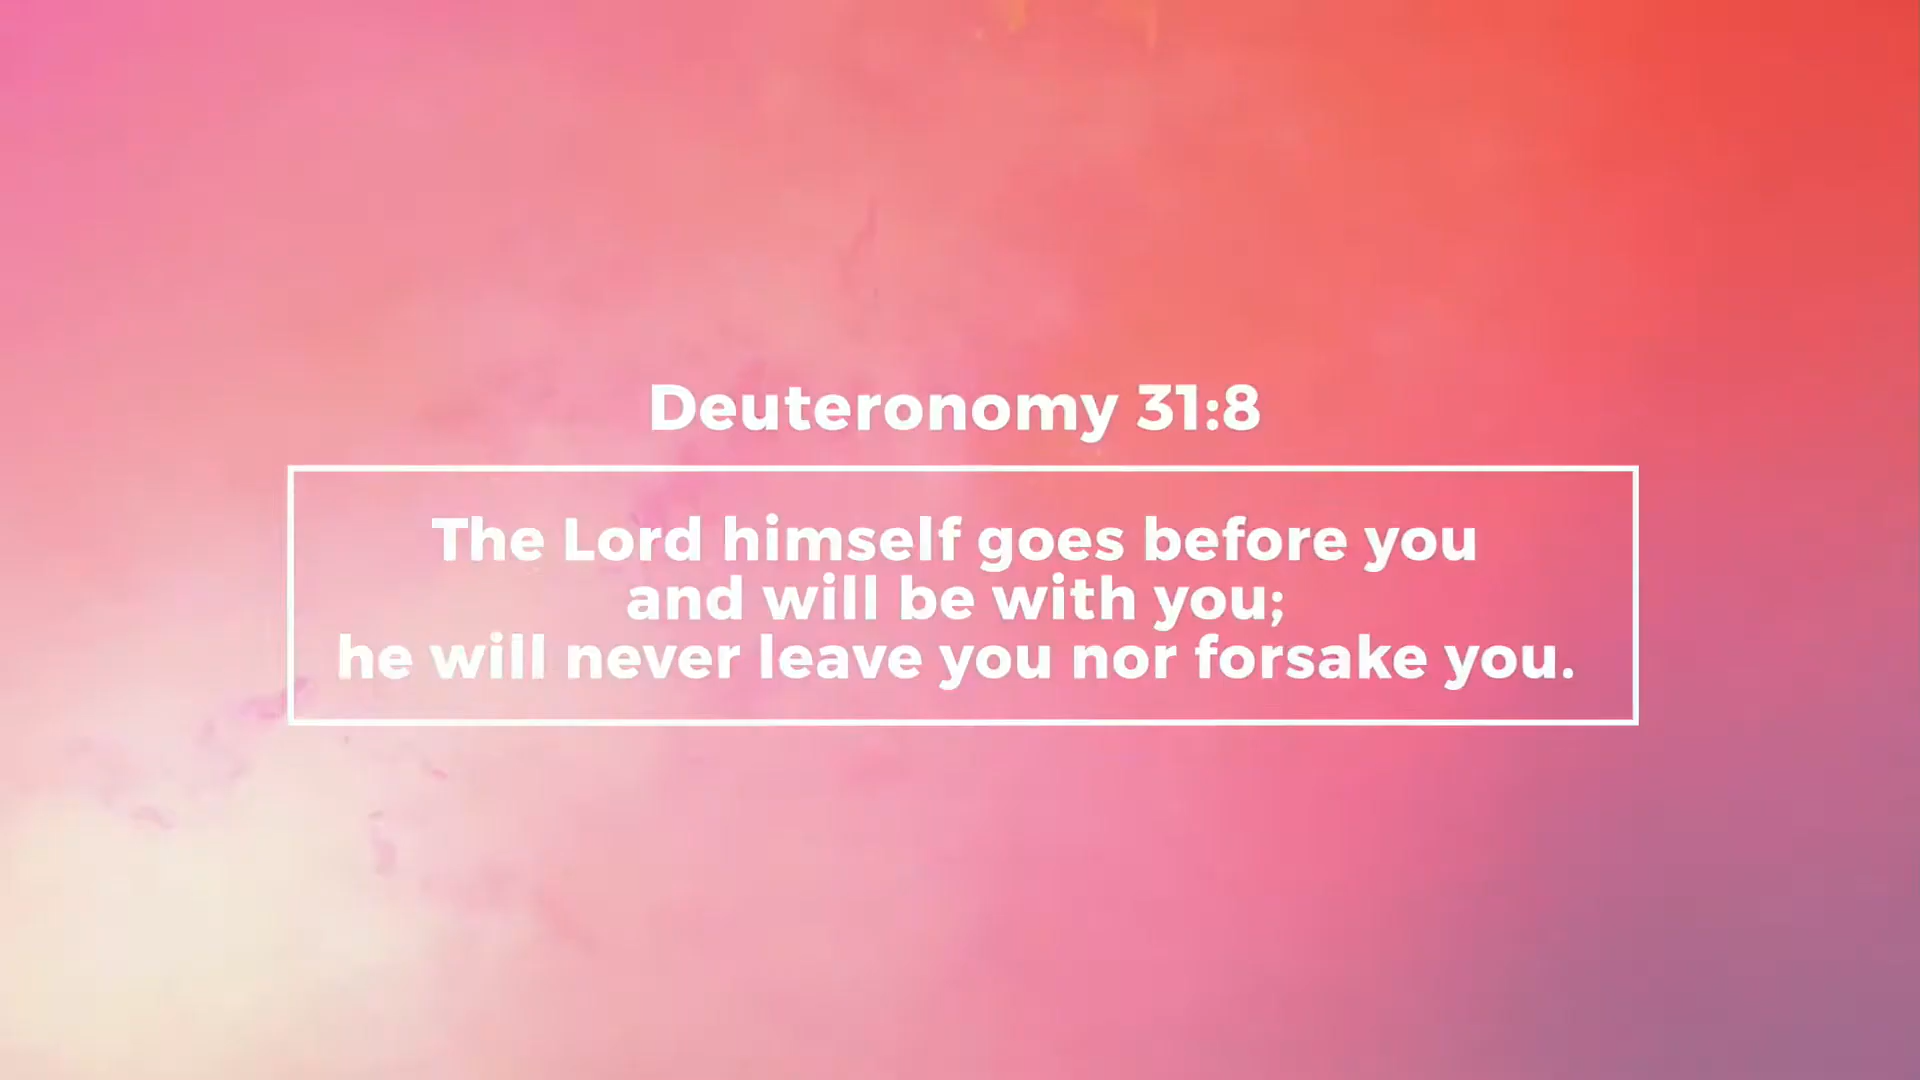 Deuteronomy 31:8
The Lord himself goes before you
and will be with you;
he will never leave you nor forsake you.